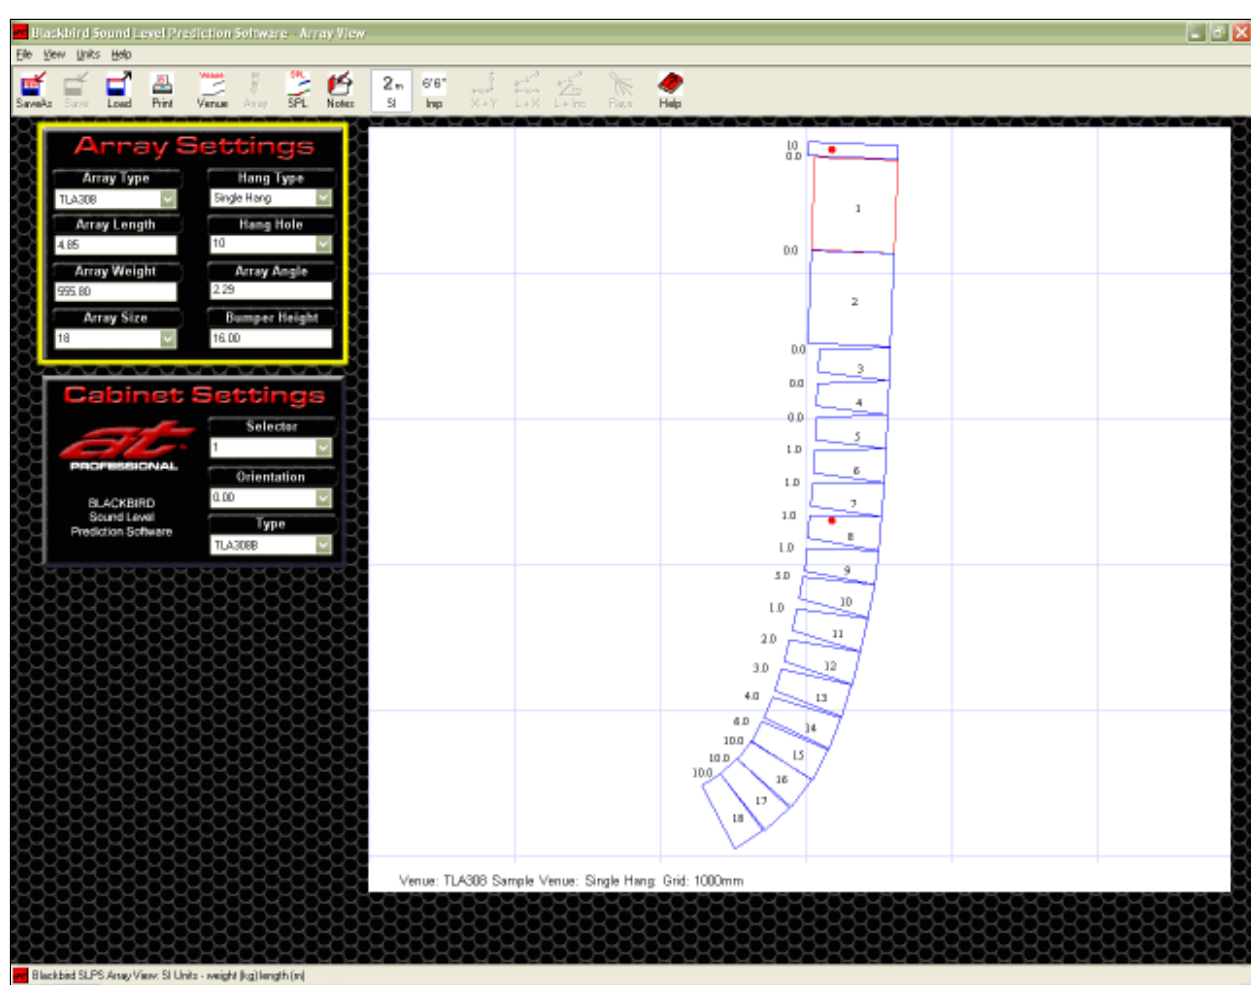 Blackbird Sound Level Prediction Software - Array View
File View Units Help
SaveAs Save Load Print Venue Array SPL Notes 2m SI 6'6" Imp X+Y L+X L+Inc Rays Help
Array Settings
Array Type Hang Type
TLA308 Single Hang
Array Length Hang Hole
4.85 10
Array Weight Array Angle
555.80 2.29
Array Size Bumper Height
18 16.00
Cabinet Settings
at
PROFESSIONAL
BLACKBIRD
Sound Level
Prediction Software
Selector
1
Orientation
0.00
Type
TLA308B
10
0.0
1
0.0
2
0.0
3
0.0
4
0.0
5
1.0
6
1.0
7
1.0
8
1.0
9
3.0
10
1.0
11
2.0
12
3.0
13
4.0
14
6.0
15
10.0
16
10.0
17
10.0
18
Venue: TLA308 Sample Venue: Single Hang: Grid: 1000mm
Blackbird SLPS Array View: SI Units - weight (kg) length (m)